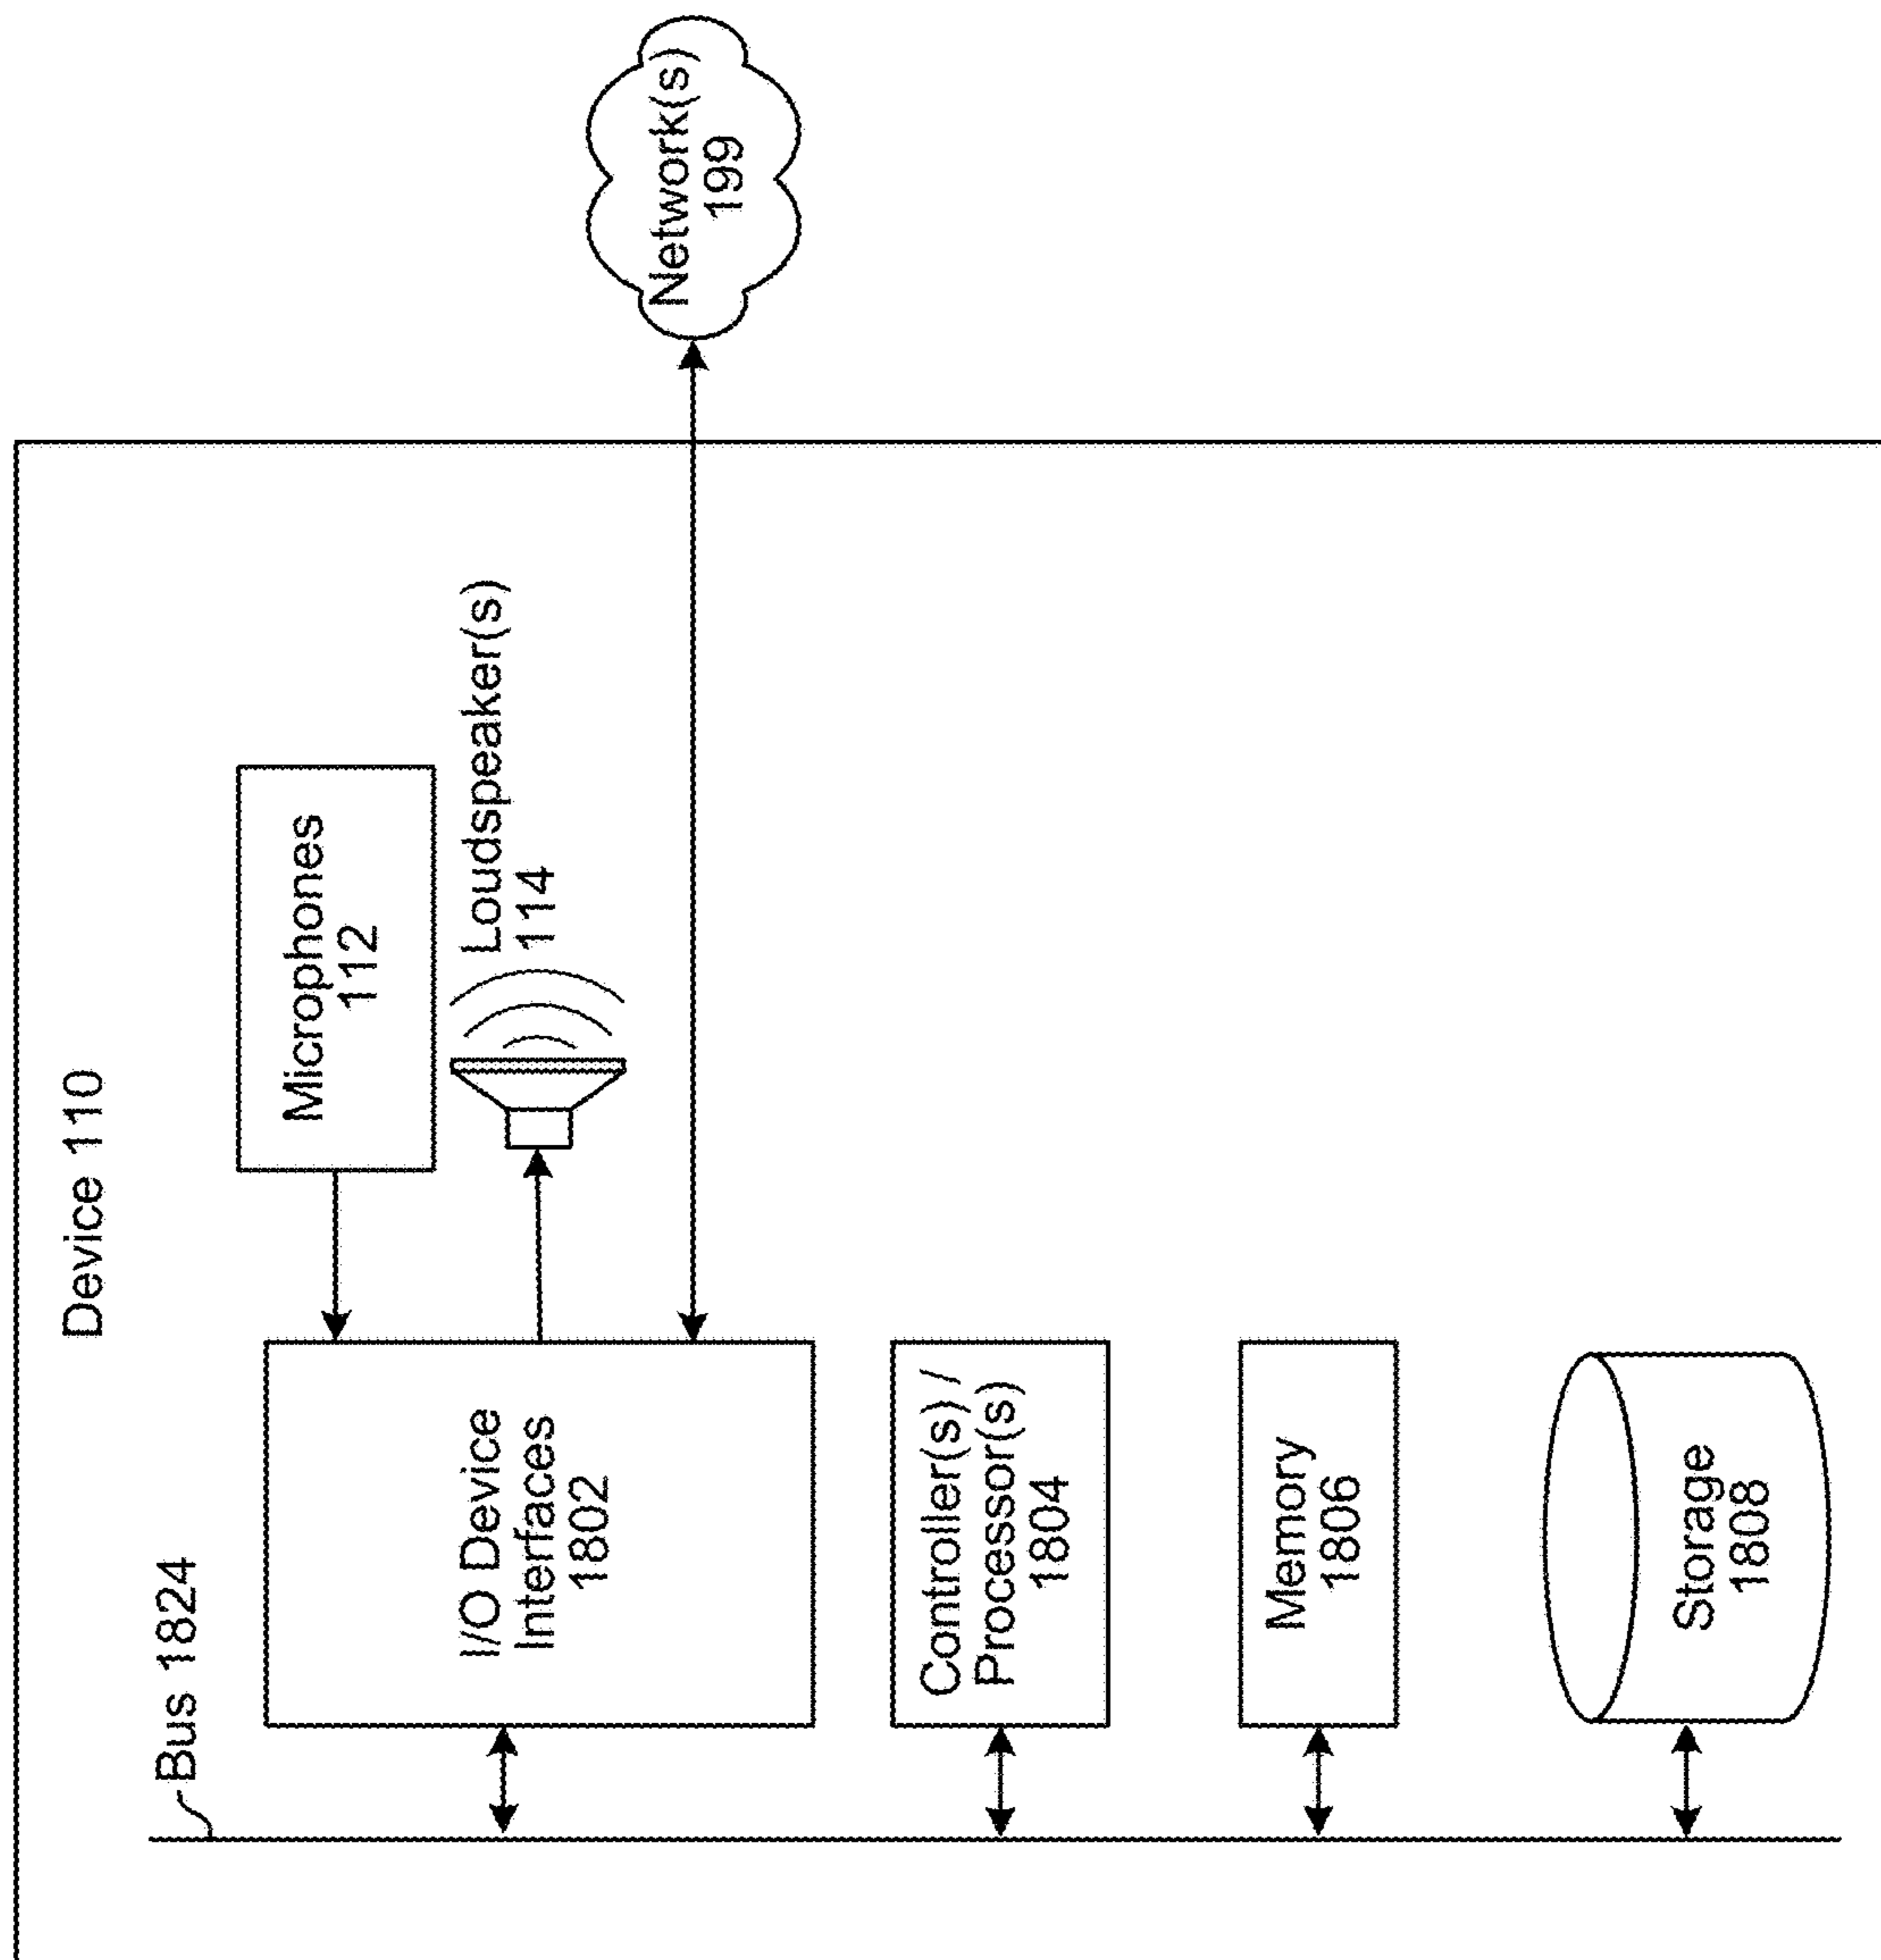 Device 110
Bus 1824
I/O Device
Interfaces
1802
Microphones
112
Loudspeaker(s)
114
Network(s)
199
Controller(s) /
Processor(s)
1804
Memory
1806
Storage
1808